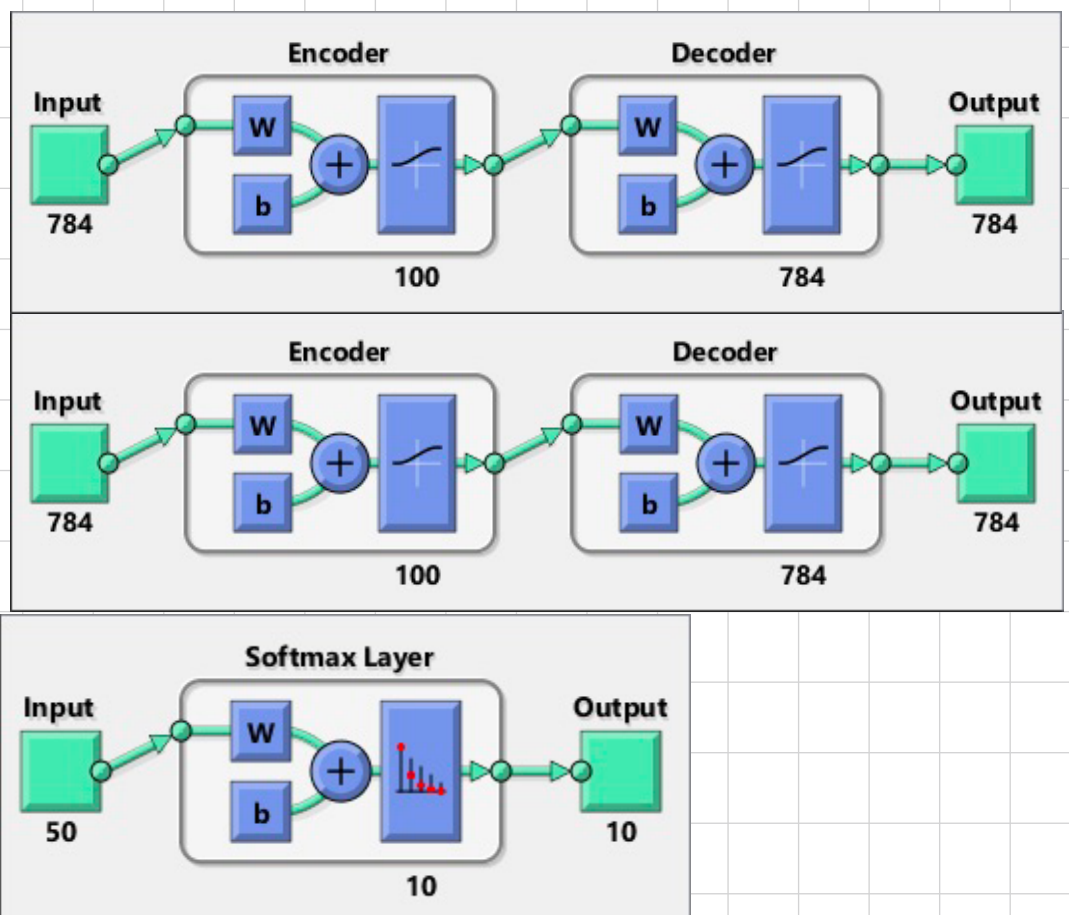 Encoder Decoder
Input Output
W W
+ +
b b
784 784
100 784
Encoder Decoder
Input Output
W W
+ +
b b
784 784
100 784
Softmax Layer
Input Output
W
+
b
50 10
10